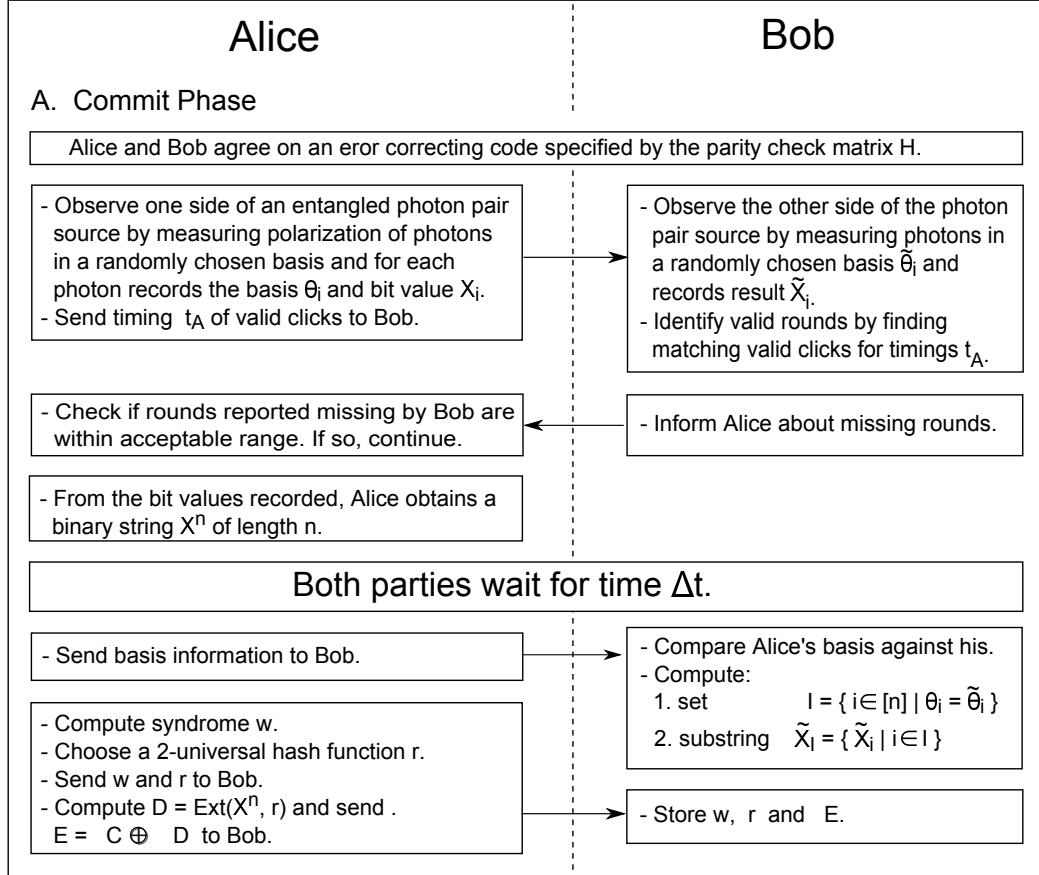 Alice
Bob
A. Commit Phase
Alice and Bob agree on an eror correcting code specified by the parity check matrix H.
- Observe one side of an entangled photon pair
source by measuring polarization of photons
in a randomly chosen basis and for each
photon records the basis θi and bit value Xi.
- Send timing tA of valid clicks to Bob.
- Observe the other side of the photon
pair source by measuring photons in
a randomly chosen basis θ̃i and
records result X̃i.
- Identify valid rounds by finding
matching valid clicks for timings tA.
- Check if rounds reported missing by Bob are
within acceptable range. If so, continue.
- Inform Alice about missing rounds.
- From the bit values recorded, Alice obtains a
binary string Xⁿ of length n.
Both parties wait for time Δt.
- Send basis information to Bob.
- Compare Alice's basis against his.
- Compute:
1. set I = { i ∈ [n] | θi = θ̃i }
2. substring X̃I = { X̃i | i ∈ I }
- Compute syndrome w.
- Choose a 2-universal hash function r.
- Send w and r to Bob.
- Compute D = Ext(Xⁿ, r) and send .
E = C ⊕ D to Bob.
- Store w, r and E.